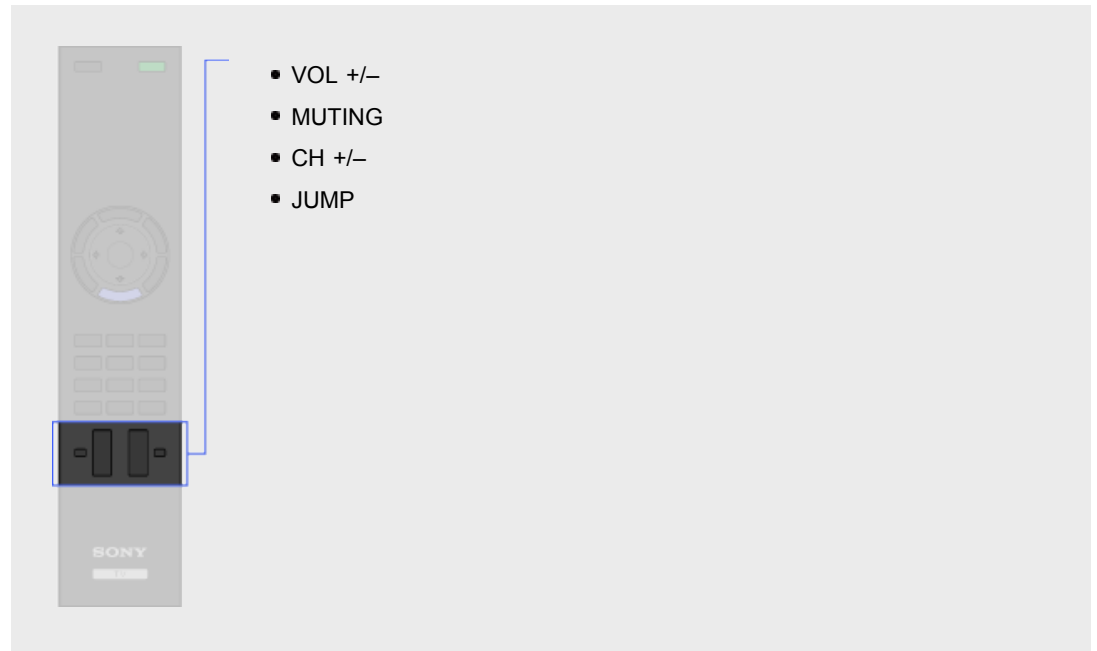 VOL +/–
MUTING
CH +/–
JUMP
SONY